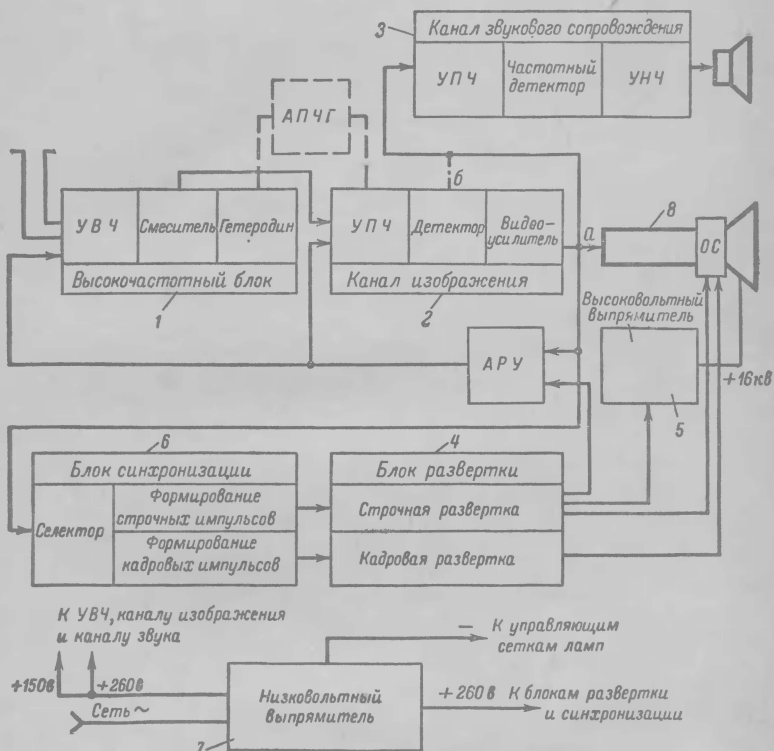 3
Канал звукового сопровождения
УПЧ
Частотный
детектор
УНЧ
АПЧГ
б
УВЧ
Смеситель
Гетеродин
Высокочастотный блок
1
УПЧ
Детектор
Видео-
усилитель
Канал изображения
2
а
8
ОС
Высоковольтный
выпрямитель
5
+16кв
АРУ
6
Блок синхронизации
Селектор
Формирование
строчных импульсов
Формирование
кадровых импульсов
4
Блок развертки
Строчная развертка
Кадровая развертка
К УВЧ, каналу изображения
и каналу звука
+150в
+260в
Сеть ~
Низковольтный
выпрямитель
7
— К управляющим
сеткам ламп
+260в К блокам развертки
и синхронизации